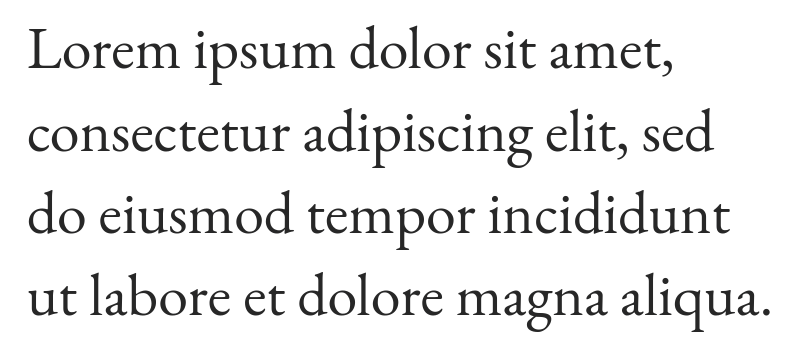 Lorem ipsum dolor sit amet,
consectetur adipiscing elit, sed
do eiusmod tempor incididunt
ut labore et dolore magna aliqua.